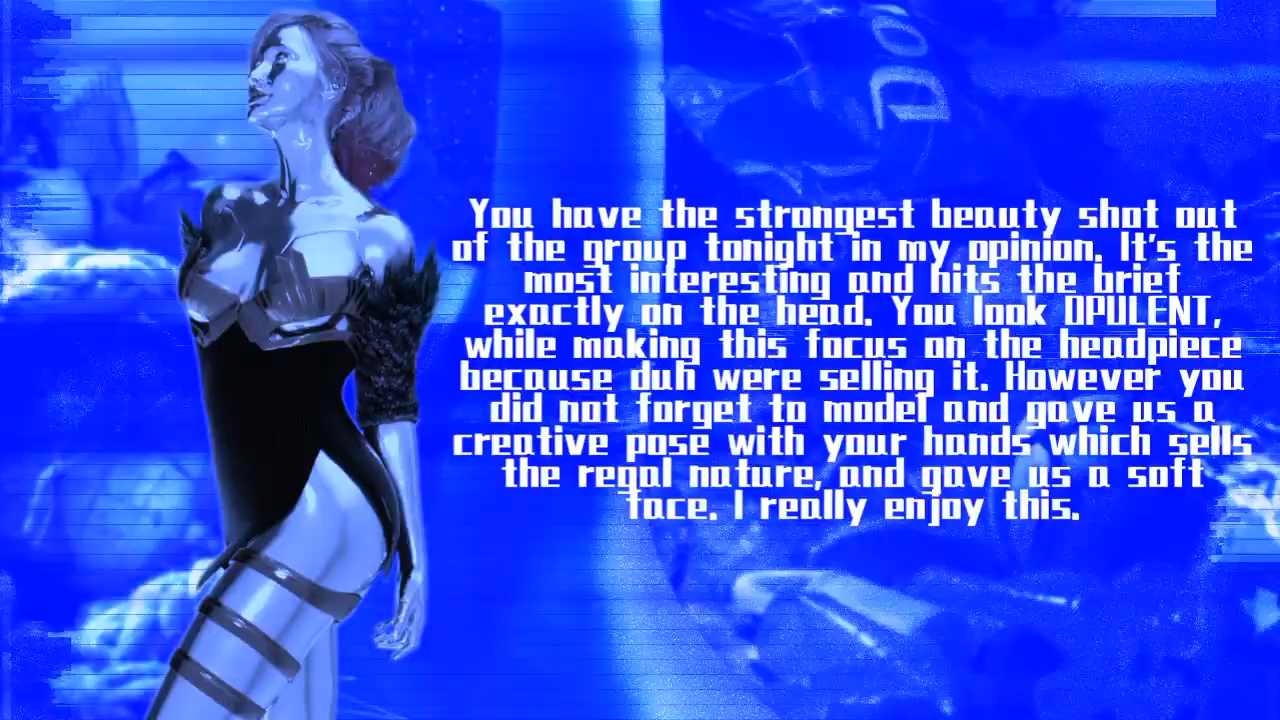 DO
You have the strongest beauty shot out
of the group tonight in my opinion. It's the
most interesting and hits the brief
exactly on the head. You look OPULENT,
while making this focus on the headpiece
because duh were selling it. However you
did not forget to model and gave us a
creative pose with your hands which sells
the regal nature, and gave us a soft
face. I really enjoy this.